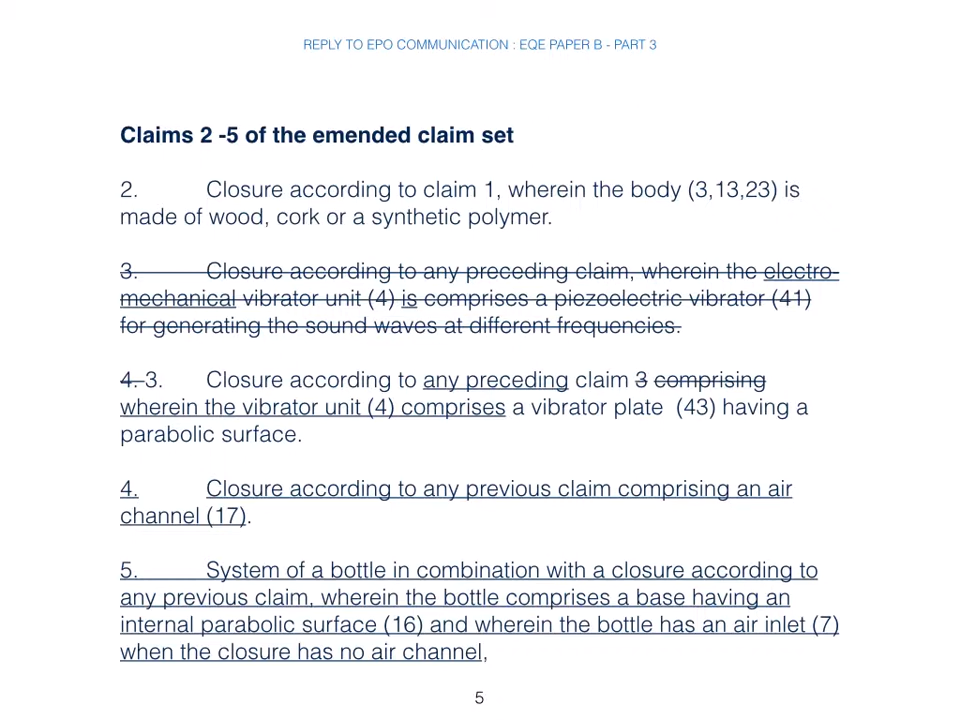 REPLY TO EPO COMMUNICATION : EQE PAPER B - PART 3
Claims 2 -5 of the emended claim set
2. Closure according to claim 1, wherein the body (3,13,23) is
made of wood, cork or a synthetic polymer.
3. Closure according to any preceding claim, wherein the electro-
mechanical vibrator unit (4) is comprises a piezoelectric vibrator (41)
for generating the sound waves at different frequencies.
4. 3. Closure according to any preceding claim 3 comprising
wherein the vibrator unit (4) comprises a vibrator plate (43) having a
parabolic surface.
4. Closure according to any previous claim comprising an air
channel (17).
5. System of a bottle in combination with a closure according to
any previous claim, wherein the bottle comprises a base having an
internal parabolic surface (16) and wherein the bottle has an air inlet (7)
when the closure has no air channel,
5